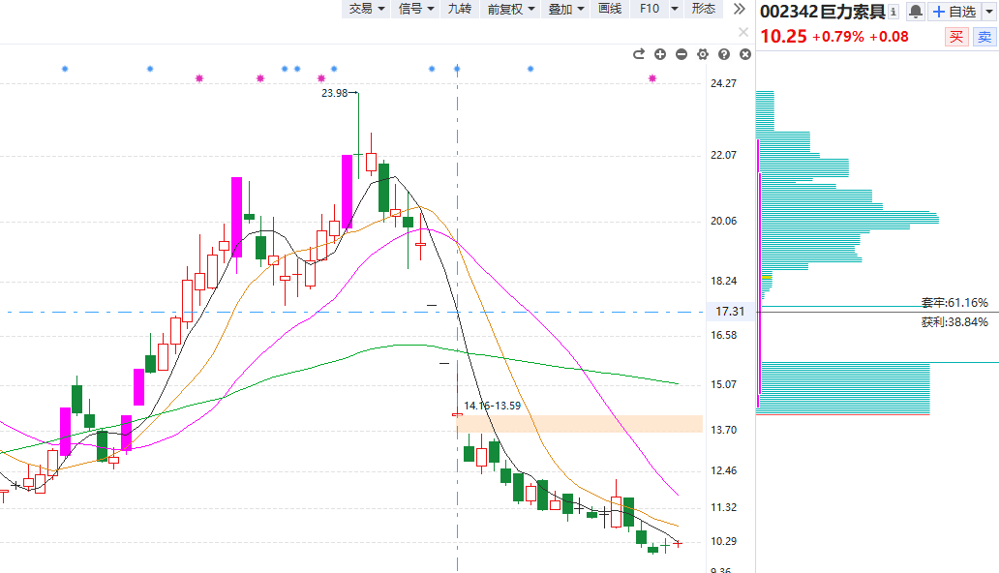 交易 信号 九转 前复权 叠加 画线 F10 形态
002342巨力索具 自选
10.25 +0.79% +0.08 买 卖
24.27
23.98
22.07
20.06
18.24
套牢:61.16%
17.31
获利:38.84%
16.58
15.07
14.16-13.59
13.70
12.46
11.32
10.29
9.36